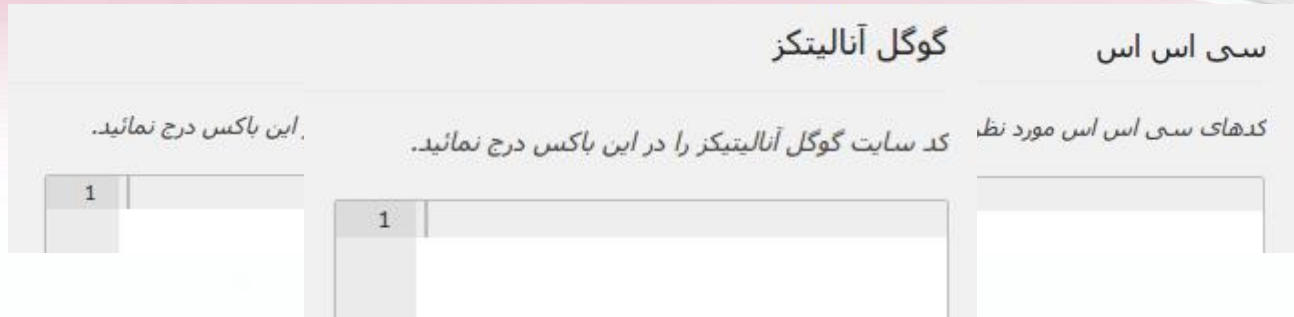 سی اس اس
کدهای سی اس اس مورد نظر
این باکس درج نمائید.
1
گوگل آنالیتکز
کد سایت گوگل آنالیتیکز را در این باکس درج نمائید.
1